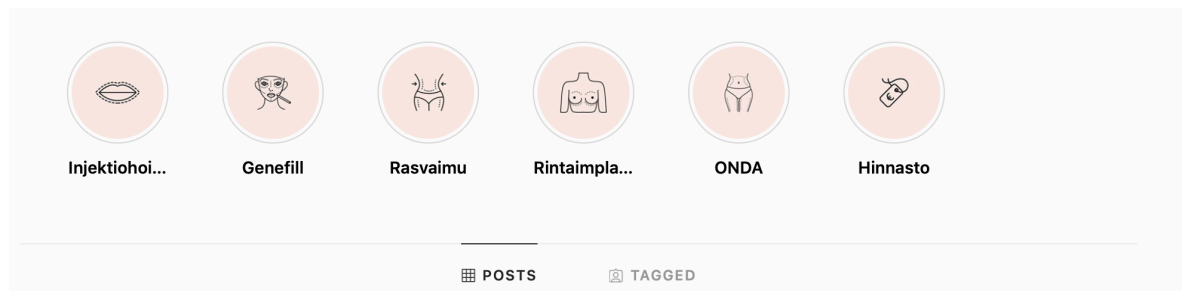 Injektiohoi...
Genefill
Rasvaimu
Rintaimpla...
ONDA
Hinnasto
POSTS
TAGGED